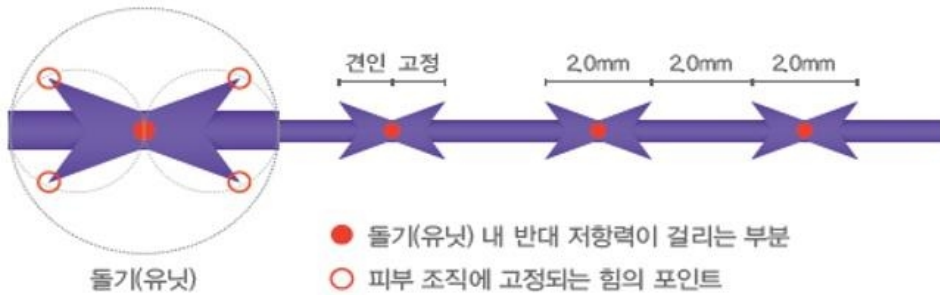 견인 고정
2.0mm 2.0mm 2.0mm
돌기(유닛) 내 반대 저항력이 걸리는 부분
피부 조직에 고정되는 힘의 포인트
돌기(유닛)